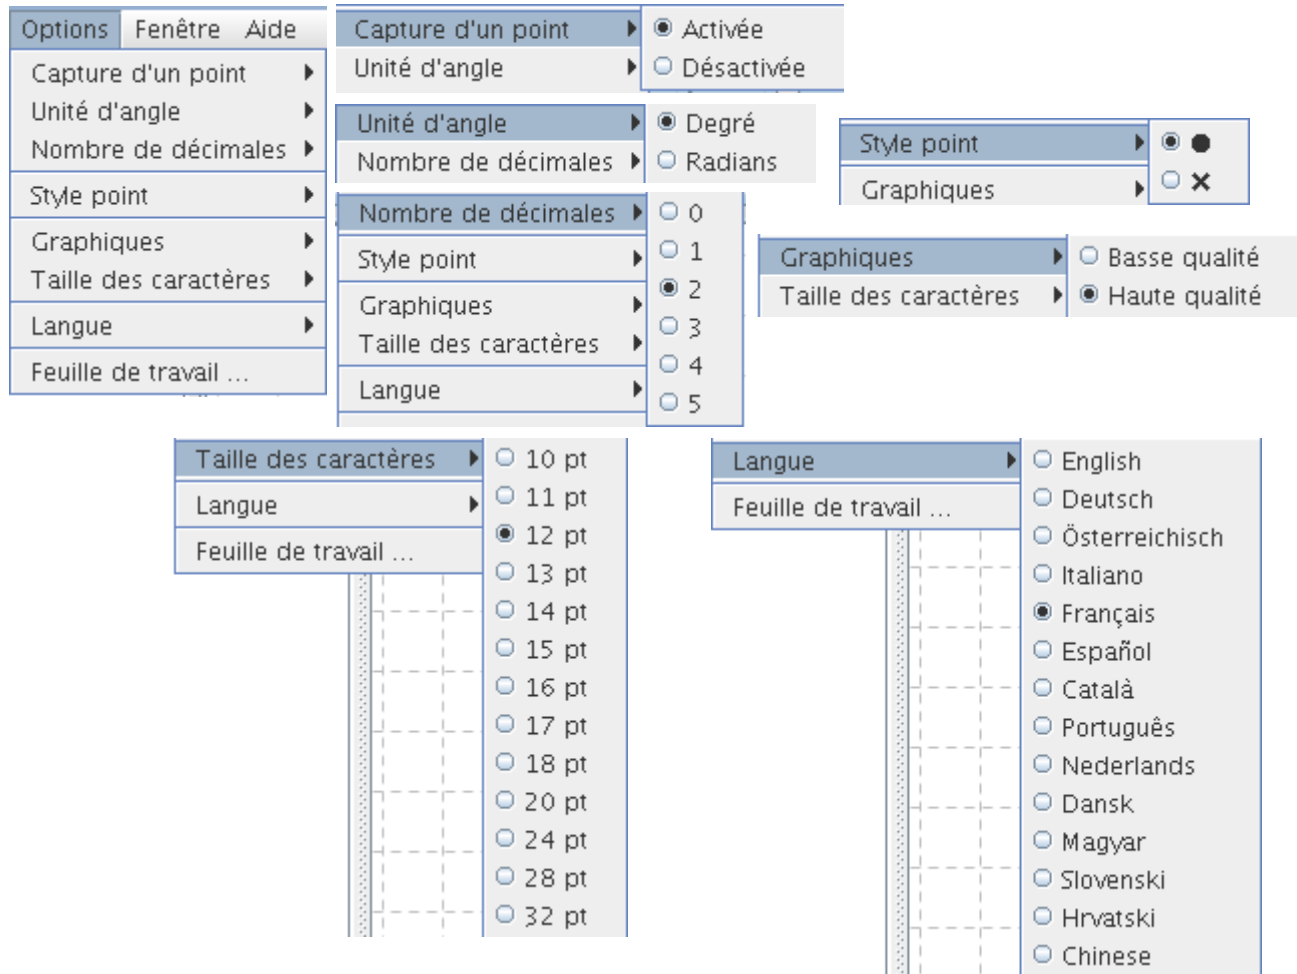 Options Fenêtre Aide
Capture d'un point
Unité d'angle
Nombre de décimales
Style point
Graphiques
Taille des caractères
Langue
Feuille de travail ...
Capture d'un point
Unité d'angle
Activée
Désactivée
Unité d'angle
Nombre de décimales
Degré
Radians
Nombre de décimales
Style point
Graphiques
Taille des caractères
Langue
0
1
2
3
4
5
Style point
Graphiques
Graphiques
Taille des caractères
Basse qualité
Haute qualité
Taille des caractères
Langue
Feuille de travail ...
10 pt
11 pt
12 pt
13 pt
14 pt
15 pt
16 pt
17 pt
18 pt
20 pt
24 pt
28 pt
32 pt
Langue
Feuille de travail ...
English
Deutsch
Österreichisch
Italiano
Français
Español
Català
Português
Nederlands
Dansk
Magyar
Slovenski
Hrvatski
Chinese